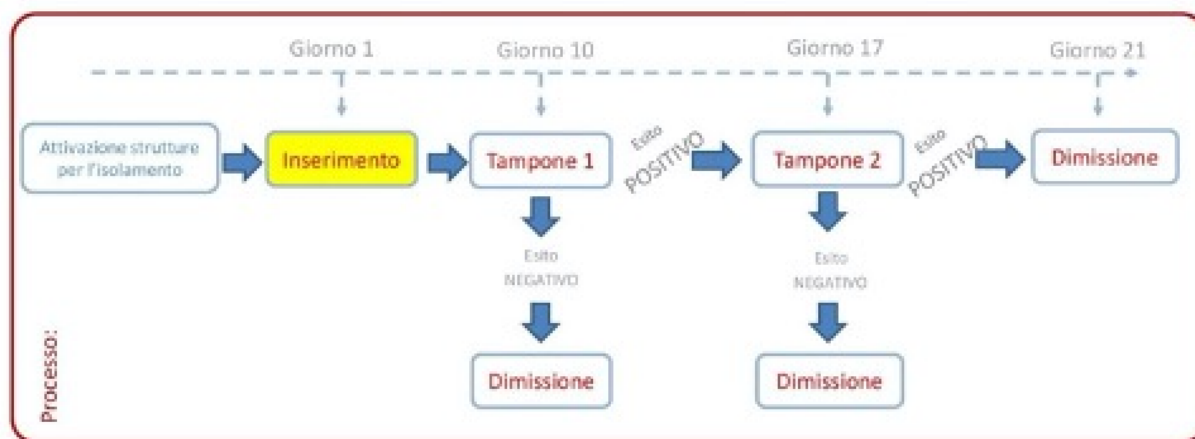 Giorno 1
Giorno 10
Giorno 17
Giorno 21
Attivazione strutture
per l'isolamento
Inserimento
Tampone 1
Esito
POSITIVO
Tampone 2
Esito
POSITIVO
Dimissione
Esito
NEGATIVO
Esito
NEGATIVO
Dimissione
Dimissione
Processo: